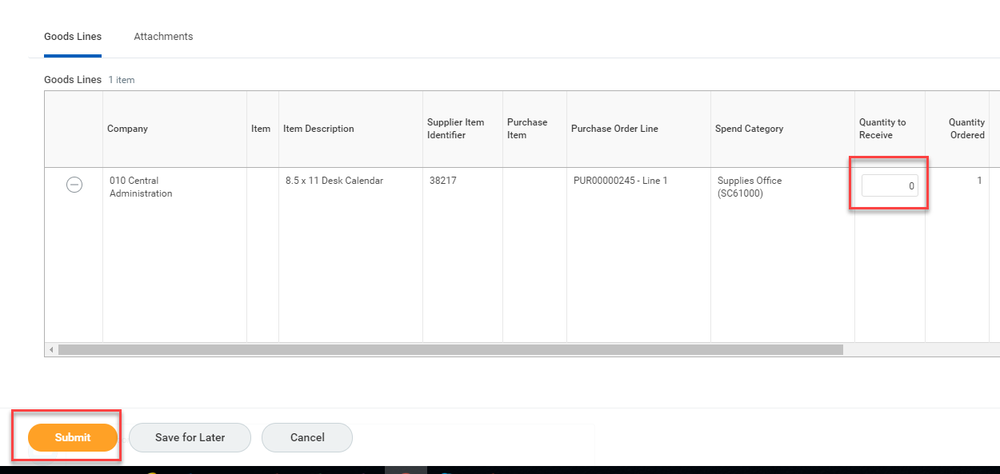 Goods Lines Attachments
Goods Lines 1 item
Company Item Item Description Supplier Item Identifier Purchase Item Purchase Order Line Spend Category Quantity to Receive Quantity Ordered
010 Central Administration 8.5 x 11 Desk Calendar 38217 PUR00000245 - Line 1 Supplies Office (SC61000) 0 1
Submit Save for Later Cancel